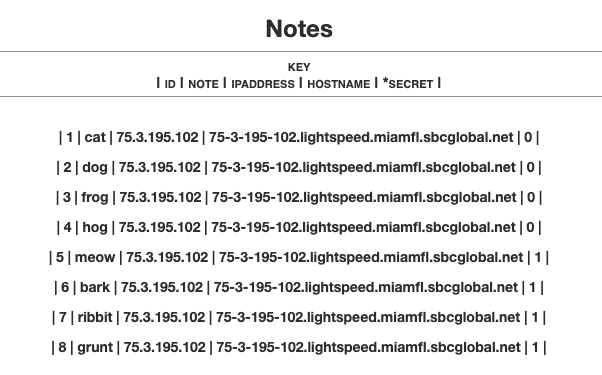 Notes
KEY
| ID | NOTE | IPADDRESS | HOSTNAME | *SECRET |
| 1 | cat | 75.3.195.102 | 75-3-195-102.lightspeed.miamfl.sbcglobal.net | 0 |
| 2 | dog | 75.3.195.102 | 75-3-195-102.lightspeed.miamfl.sbcglobal.net | 0 |
| 3 | frog | 75.3.195.102 | 75-3-195-102.lightspeed.miamfl.sbcglobal.net | 0 |
| 4 | hog | 75.3.195.102 | 75-3-195-102.lightspeed.miamfl.sbcglobal.net | 0 |
| 5 | meow | 75.3.195.102 | 75-3-195-102.lightspeed.miamfl.sbcglobal.net | 1 |
| 6 | bark | 75.3.195.102 | 75-3-195-102.lightspeed.miamfl.sbcglobal.net | 1 |
| 7 | ribbit | 75.3.195.102 | 75-3-195-102.lightspeed.miamfl.sbcglobal.net | 1 |
| 8 | grunt | 75.3.195.102 | 75-3-195-102.lightspeed.miamfl.sbcglobal.net | 1 |